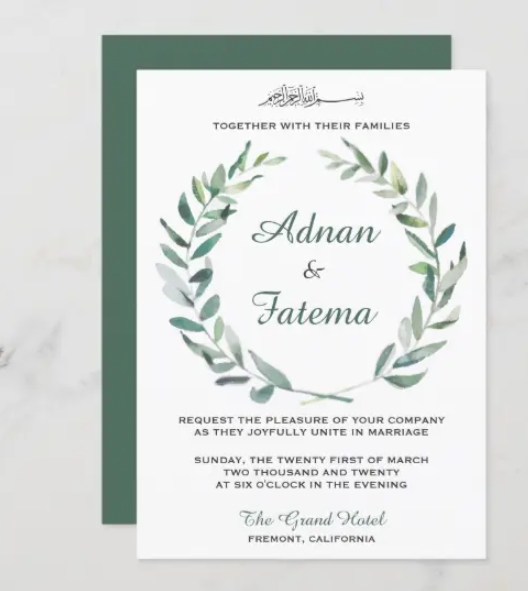 بسم الله الرحمن الرحيم
TOGETHER WITH THEIR FAMILIES
Adnan
&
Fatema
REQUEST THE PLEASURE OF YOUR COMPANY
AS THEY JOYFULLY UNITE IN MARRIAGE
SUNDAY, THE TWENTY FIRST OF MARCH
TWO THOUSAND AND TWENTY
AT SIX O'CLOCK IN THE EVENING
The Grand Hotel
FREMONT, CALIFORNIA